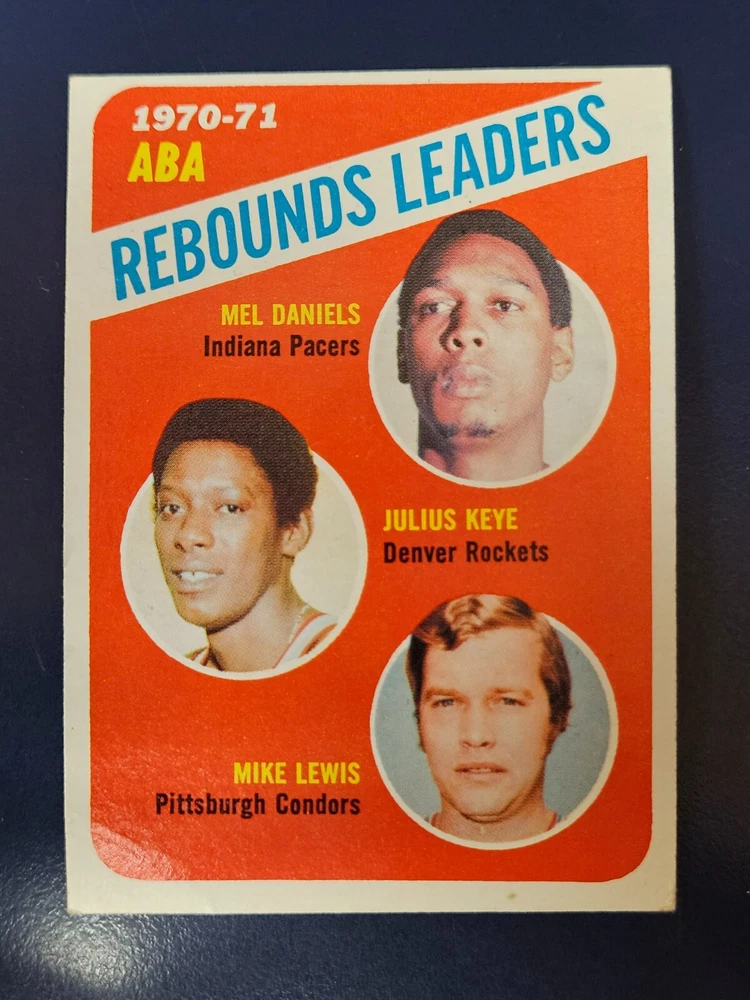 1970-71
ABA
REBOUNDS LEADERS
MEL DANIELS
Indiana Pacers
JULIUS KEYE
Denver Rockets
MIKE LEWIS
Pittsburgh Condors